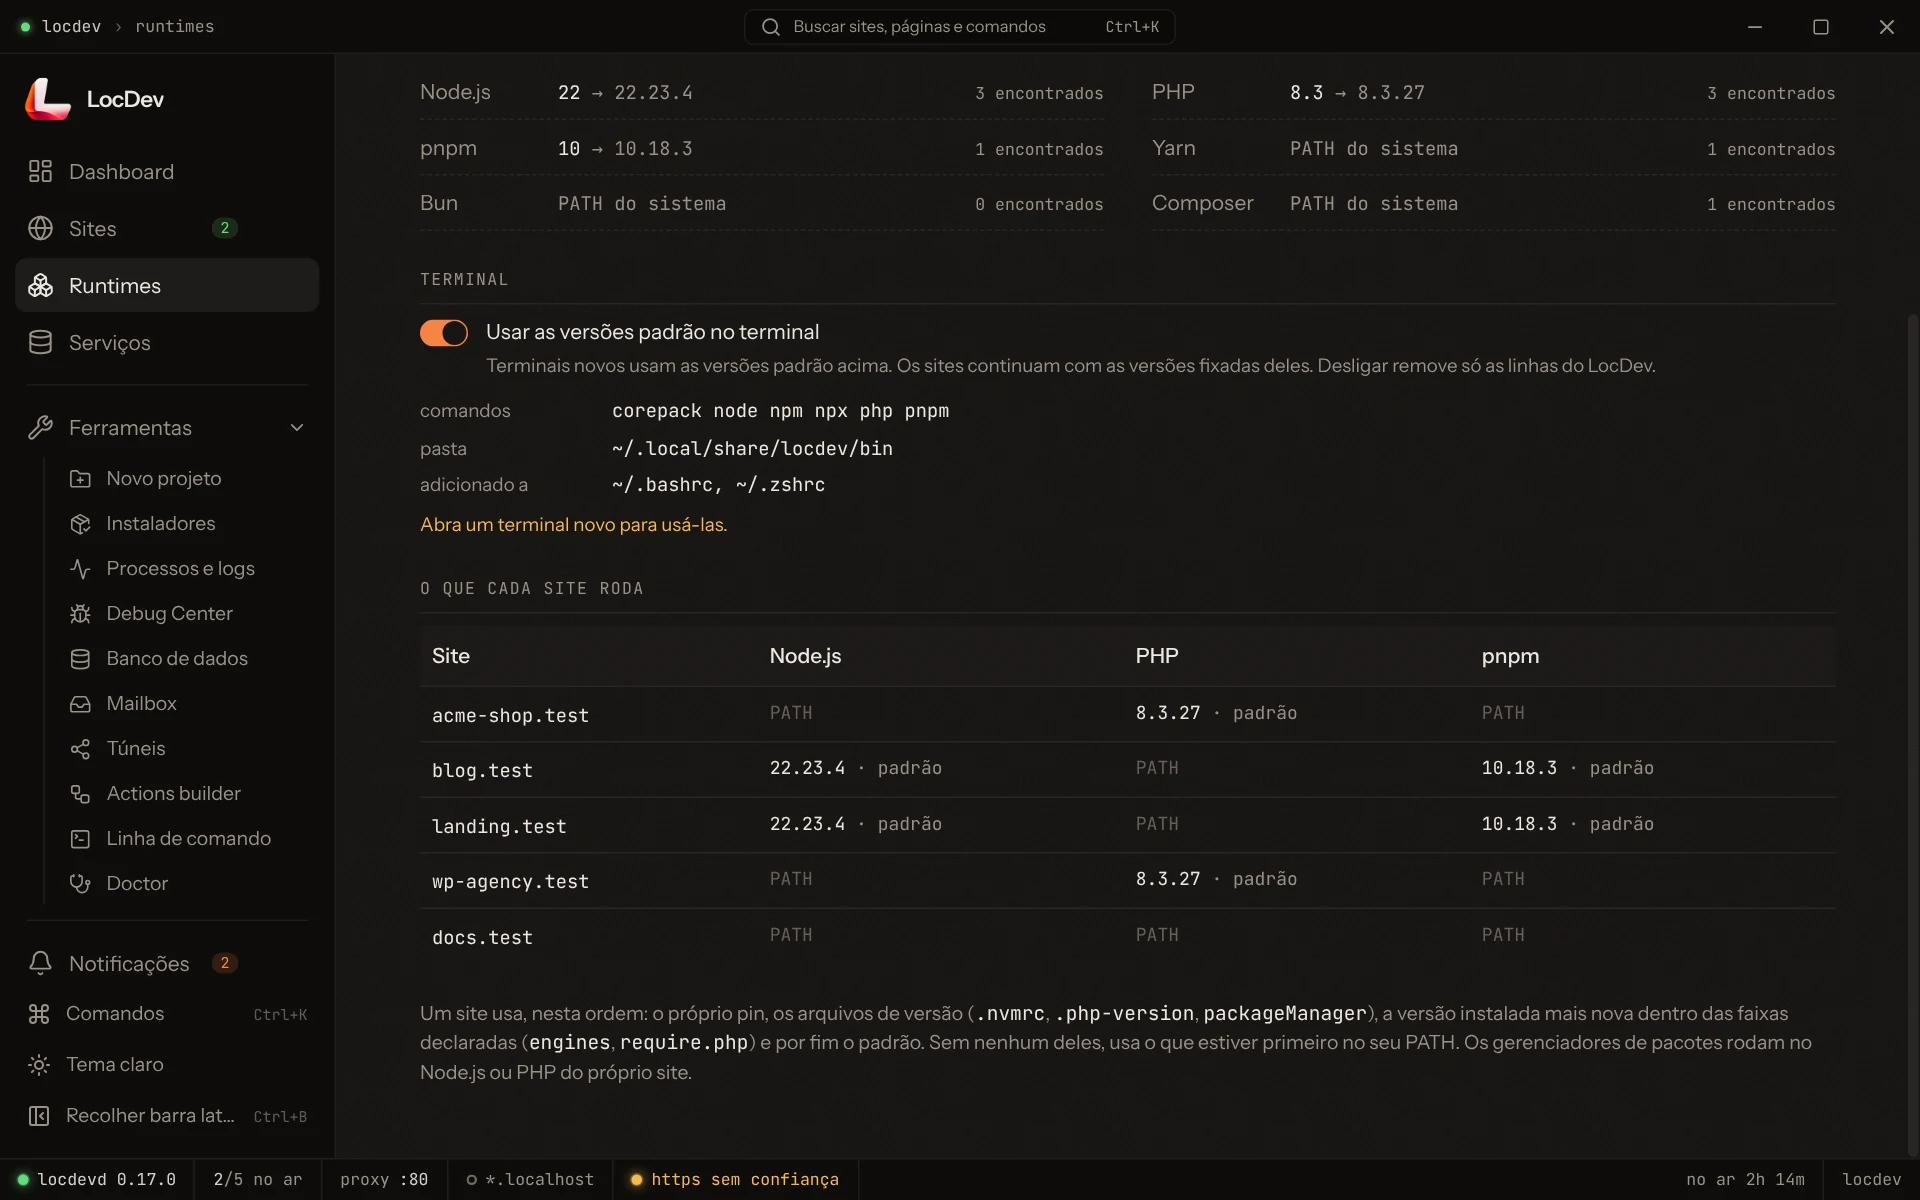 locdev › runtimes
Buscar sites, páginas e comandos Ctrl+K
LocDev
Dashboard
Sites 2
Runtimes
Serviços
Ferramentas
Novo projeto
Instaladores
Processos e logs
Debug Center
Banco de dados
Mailbox
Túneis
Actions builder
Linha de comando
Doctor
Notificações 2
Comandos Ctrl+K
Tema claro
Recolher barra lat... Ctrl+B
Node.js 22 → 22.23.4 3 encontrados PHP 8.3 → 8.3.27 3 encontrados
pnpm 10 → 10.18.3 1 encontrados Yarn PATH do sistema 1 encontrados
Bun PATH do sistema 0 encontrados Composer PATH do sistema 1 encontrados
TERMINAL
Usar as versões padrão no terminal
Terminais novos usam as versões padrão acima. Os sites continuam com as versões fixadas deles. Desligar remove só as linhas do LocDev.
comandos corepack node npm npx php pnpm
pasta ~/.local/share/locdev/bin
adicionado a ~/.bashrc, ~/.zshrc
Abra um terminal novo para usá-las.
O QUE CADA SITE RODA
Site Node.js PHP pnpm
acme-shop.test PATH 8.3.27 · padrão PATH
blog.test 22.23.4 · padrão PATH 10.18.3 · padrão
landing.test 22.23.4 · padrão PATH 10.18.3 · padrão
wp-agency.test PATH 8.3.27 · padrão PATH
docs.test PATH PATH PATH
Um site usa, nesta ordem: o próprio pin, os arquivos de versão (.nvmrc, .php-version, packageManager), a versão instalada mais nova dentro das faixas
declaradas (engines, require.php) e por fim o padrão. Sem nenhum deles, usa o que estiver primeiro no seu PATH. Os gerenciadores de pacotes rodam no
Node.js ou PHP do próprio site.
locdevd 0.17.0 2/5 no ar proxy :80 *.localhost https sem confiança no ar 2h 14m locdev